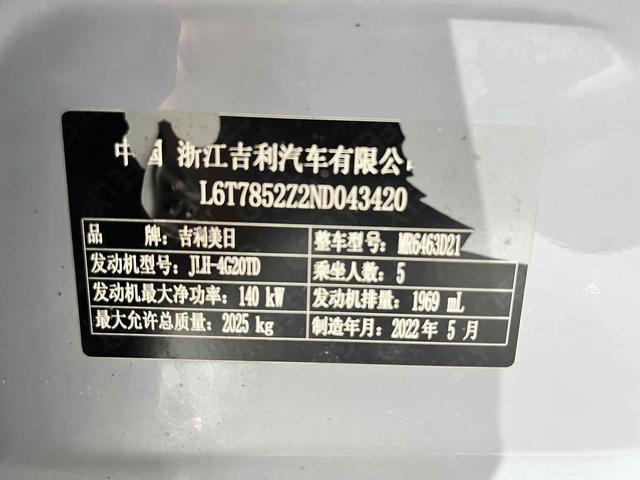 中国 浙江吉利汽车有限公司
L6T7852Z2ND043420
品 牌: 吉利美日 整车型号: MR6463D21
发动机型号: JLH-4G20TD 乘坐人数: 5
发动机最大净功率: 140 kW 发动机排量: 1969 mL
最大允许总质量: 2025 kg 制造年月: 2022 年 5 月